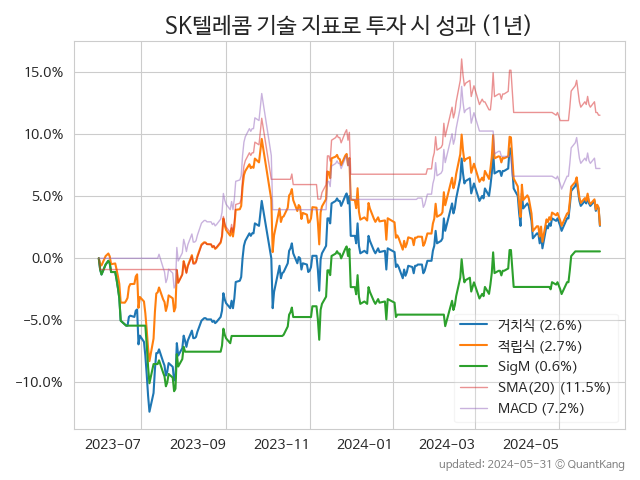 SK텔레콤 기술 지표로 투자 시 성과 (1년)
15.0%
10.0%
5.0%
0.0%
−5.0%
−10.0%
거치식 (2.6%)
적립식 (2.7%)
SigM (0.6%)
SMA(20) (11.5%)
MACD (7.2%)
2023-07
2023-09
2023-11
2024-01
2024-03
2024-05
updated: 2024-05-31 ⓒ QuantKang